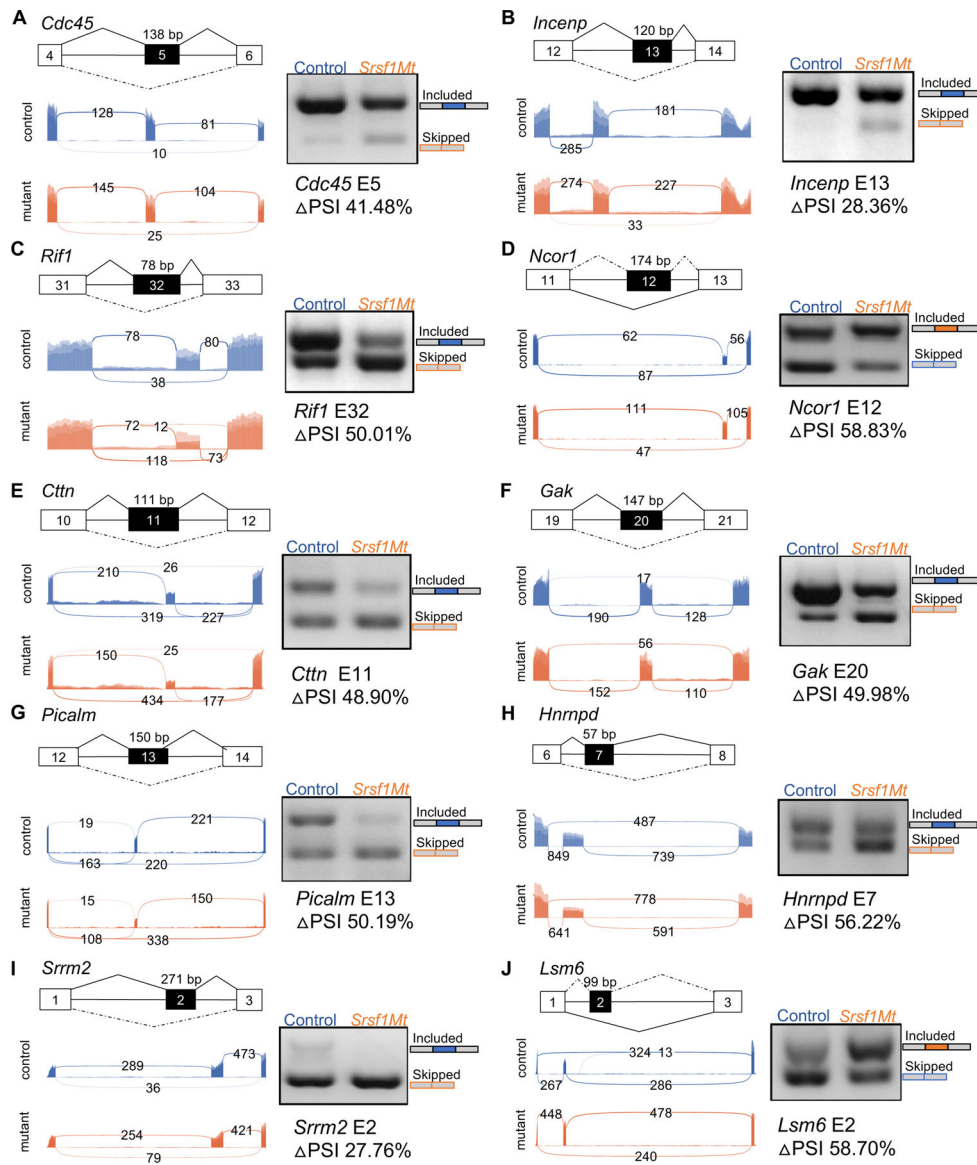 A
Cdc45
138 bp
4 5 6
control
128
81
10
mutant
145
104
25
Control Srsf1Mt
Included
Skipped
Cdc45 E5
△PSI 41.48%
B
Incenp
120 bp
12 13 14
control
181
285
mutant
274
227
33
Control Srsf1Mt
Included
Skipped
Incenp E13
△PSI 28.36%
C
Rif1
78 bp
31 32 33
control
78
80
38
mutant
72 12
118
73
Control Srsf1Mt
Included
Skipped
Rif1 E32
△PSI 50.01%
D
Ncor1
174 bp
11 12 13
control
62
56
87
mutant
111
105
47
Control Srsf1Mt
Included
Skipped
Ncor1 E12
△PSI 58.83%
E
Cttn
111 bp
10 11 12
control
26
210
319
227
mutant
25
150
434
177
Control Srsf1Mt
Included
Skipped
Cttn E11
△PSI 48.90%
F
Gak
147 bp
19 20 21
control
17
190
128
mutant
56
152
110
Control Srsf1Mt
Included
Skipped
Gak E20
△PSI 49.98%
G
Picalm
150 bp
12 13 14
control
19
221
163
220
mutant
15
150
108
338
Control Srsf1Mt
Included
Skipped
Picalm E13
△PSI 50.19%
H
Hnrnpd
57 bp
6 7 8
control
487
849
739
mutant
778
641
591
Control Srsf1Mt
Included
Skipped
Hnrnpd E7
△PSI 56.22%
I
Srrm2
271 bp
1 2 3
control
473
289
36
mutant
421
254
79
Control Srsf1Mt
Included
Skipped
Srrm2 E2
△PSI 27.76%
J
Lsm6
99 bp
1 2 3
control
324 13
267
286
mutant
448
478
240
Control Srsf1Mt
Included
Skipped
Lsm6 E2
△PSI 58.70%